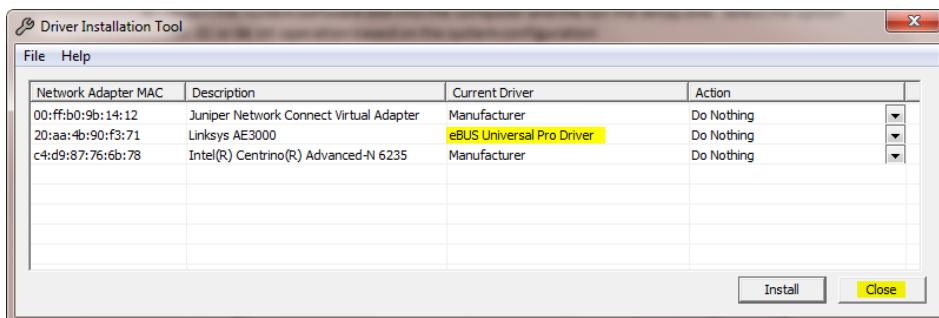 Driver Installation Tool
File Help
Network Adapter MAC Description Current Driver Action
00:ff:b0:9b:14:12 Juniper Network Connect Virtual Adapter Manufacturer Do Nothing
20:aa:4b:90:f3:71 Linksys AE3000 eBUS Universal Pro Driver Do Nothing
c4:d9:87:76:6b:78 Intel(R) Centrino(R) Advanced-N 6235 Manufacturer Do Nothing
Install Close